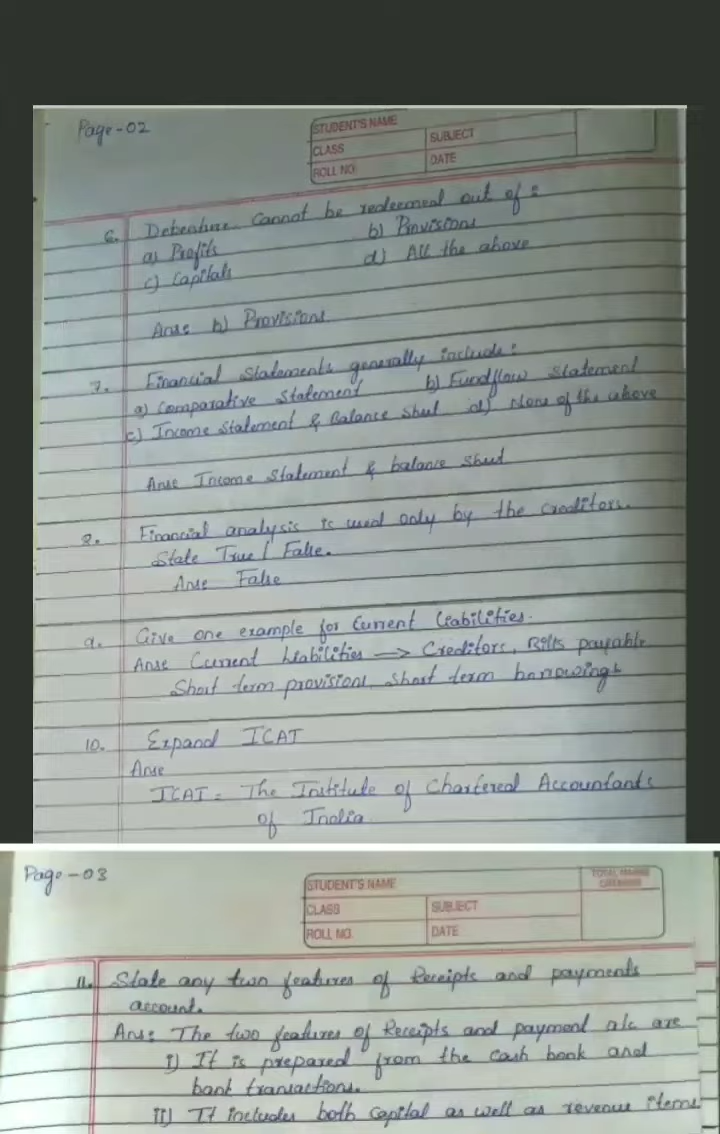 Page-02
STUDENT'S NAME
CLASS
SUBJECT
ROLL NO.
DATE
6. Debenture cannot be redeemed out of :
a) Profits b) Provisions
c) Capitals d) All the above
Ans: b) Provisions
7. Financial Statements generally include :
a) Comparative Statement b) Fundflow Statement
c) Income Statement & Balance sheet d) None of the above
Ans: Income Statement & balance sheet
8. Financial analysis is used only by the creditors.
State True / False.
Ans: False
9. Give one example for Current Liabilities.
Ans: Current Liabilities → Creditors, Bills payable
Short term provision, short term borrowings
10. Expand ICAI
Ans:
ICAI = The Institute of Chartered Accountants
of India
Page-03
STUDENT'S NAME
TOTAL MARKS
CLASS
SUBJECT
ROLL NO.
DATE
11. State any two features of Receipts and payments
account.
Ans: The two features of Receipts and payment a/c are
i) It is prepared from the cash book and
bank transactions.
ii) It includes both capital as well as revenue items